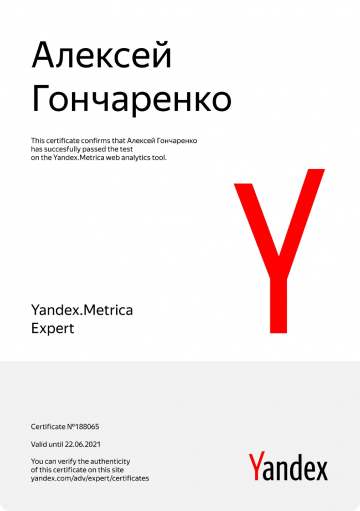 Алексей
Гончаренко
This certificate confirms that Алексей Гончаренко
has succesfully passed the test
on the Yandex.Metrica web analytics tool.
Y
Yandex.Metrica
Expert
Certificate №188065
Valid until 22.06.2021
You can verify the authenticity
of this certificate on this site
yandex.com/adv/expert/certificates
Yandex